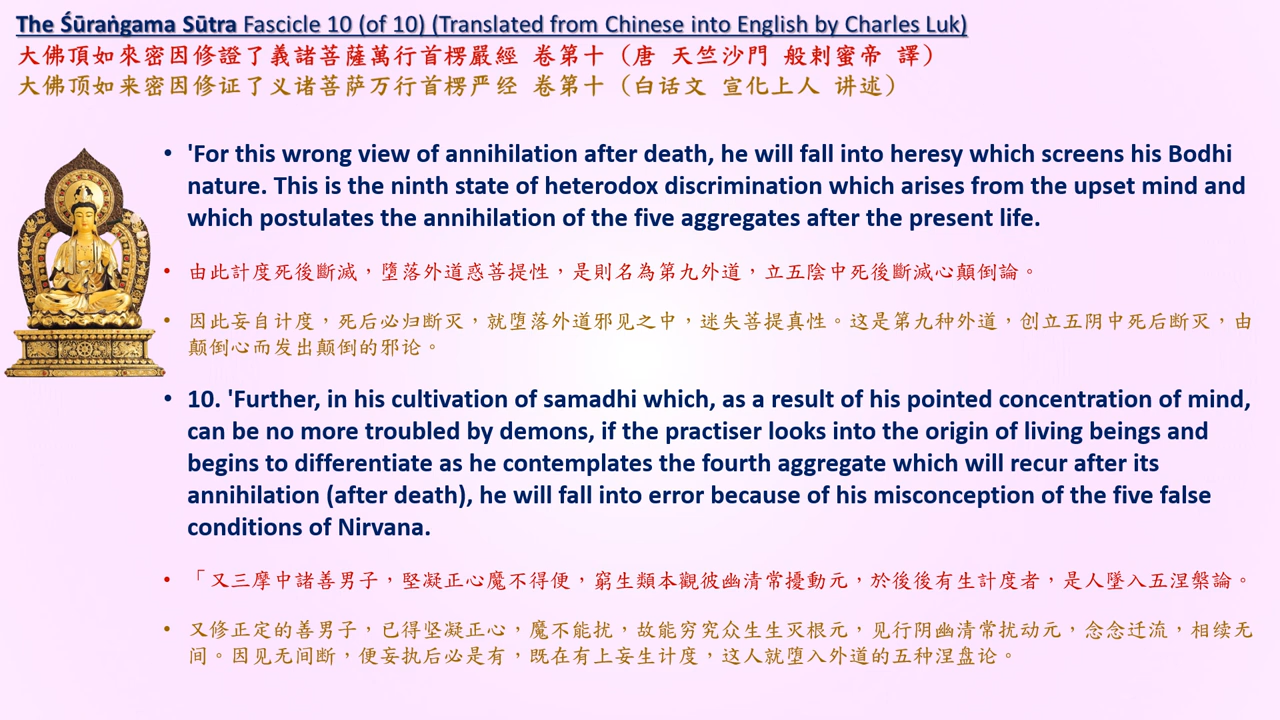 The Śūraṅgama Sūtra Fascicle 10 (of 10) (Translated from Chinese into English by Charles Luk)
大佛頂如來密因修證了義諸菩薩萬行首楞嚴經 卷第十（唐 天竺沙門 般剌蜜帝 譯）
大佛顶如来密因修证了义诸菩萨万行首楞严经 卷第十（白话文 宣化上人 讲述）
• 'For this wrong view of annihilation after death, he will fall into heresy which screens his Bodhi
nature. This is the ninth state of heterodox discrimination which arises from the upset mind and
which postulates the annihilation of the five aggregates after the present life.
• 由此計度死後斷滅，墮落外道惑菩提性，是則名為第九外道，立五陰中死後斷滅心顛倒論。
• 因此妄自计度，死后必归断灭，就堕落外道邪见之中，迷失菩提真性。这是第九种外道，创立五阴中死后断灭，由
颠倒心而发出颠倒的邪论。
• 10. 'Further, in his cultivation of samadhi which, as a result of his pointed concentration of mind,
can be no more troubled by demons, if the practiser looks into the origin of living beings and
begins to differentiate as he contemplates the fourth aggregate which will recur after its
annihilation (after death), he will fall into error because of his misconception of the five false
conditions of Nirvana.
• 「又三摩中諸善男子，堅凝正心魔不得便，窮生類本觀彼幽清常擾動元，於後後有生計度者，是人墜入五涅槃論。
• 又修正定的善男子，已得坚凝正心，魔不能扰，故能穷究众生生灭根元，见行阴幽清常扰动元，念念迁流，相续无
间。因见无间断，便妄执后必是有，既在有上妄生计度，这人就堕入外道的五种涅盘论。